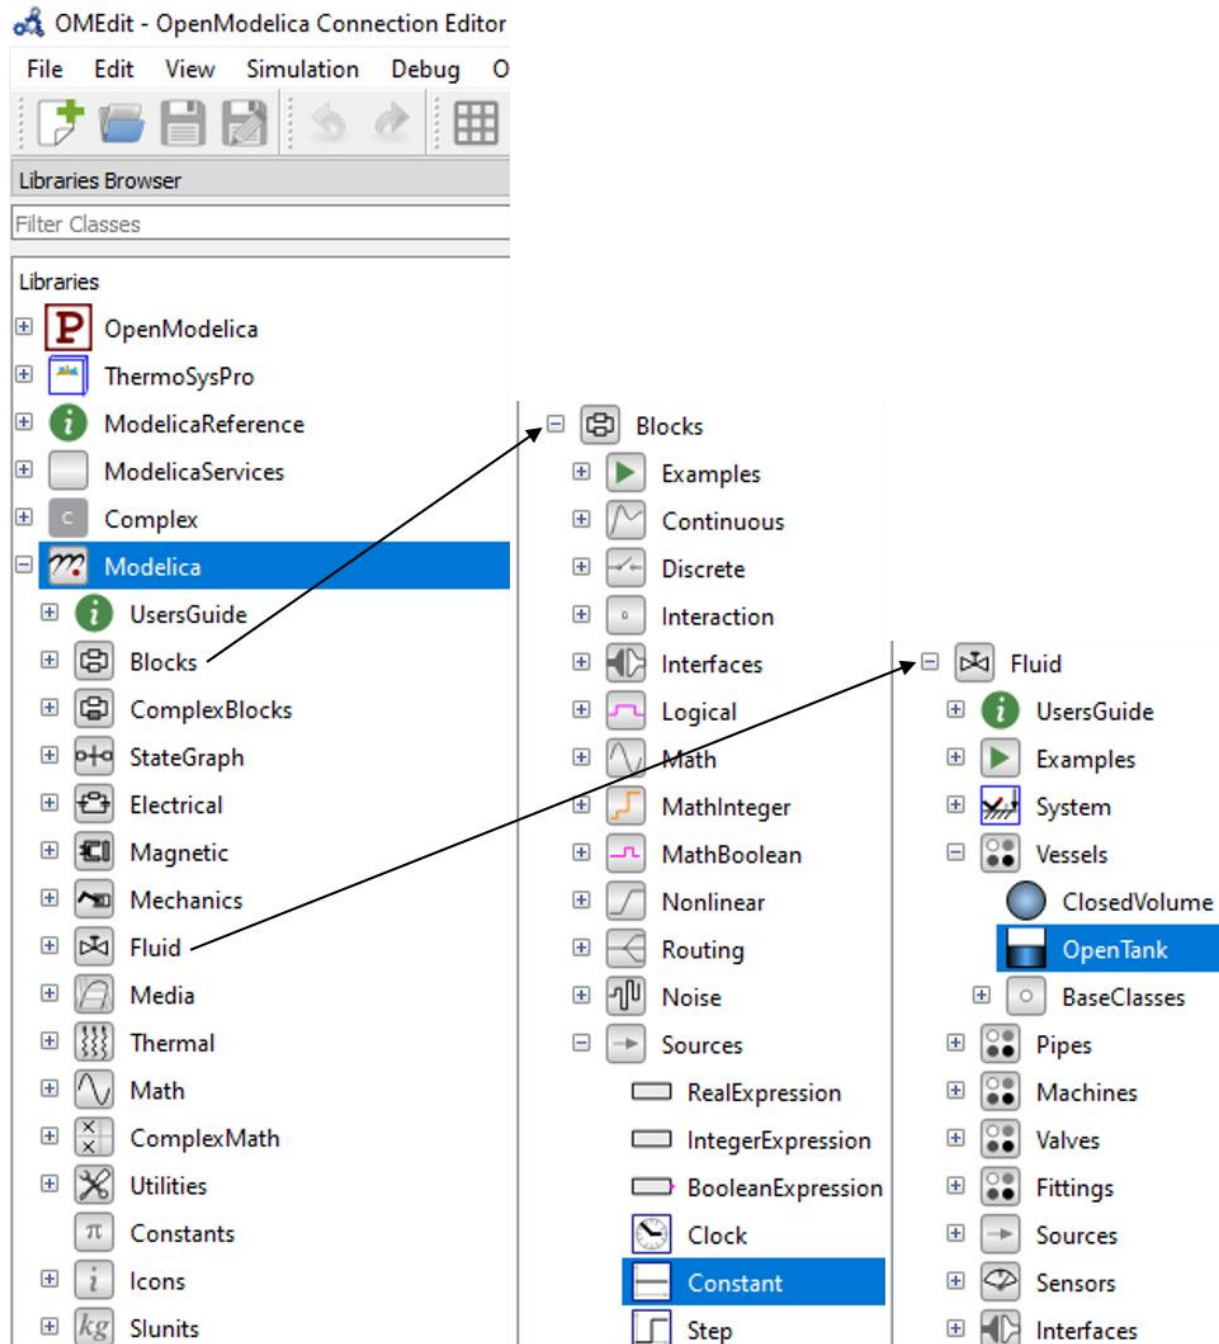 OMEdit - OpenModelica Connection Editor
File Edit View Simulation Debug O
Libraries Browser
Filter Classes
Libraries
P OpenModelica
ThermoSysPro
i ModelicaReference
ModelicaServices
C Complex
Modelica
i UsersGuide
Blocks
ComplexBlocks
StateGraph
Electrical
Magnetic
Mechanics
Fluid
Media
Thermal
Math
ComplexMath
Utilities
π Constants
i Icons
kg SIunits
Blocks
Examples
Continuous
Discrete
Interaction
Interfaces
Logical
Math
MathInteger
MathBoolean
Nonlinear
Routing
Noise
Sources
RealExpression
IntegerExpression
BooleanExpression
Clock
Constant
Step
Fluid
i UsersGuide
Examples
System
Vessels
ClosedVolume
OpenTank
BaseClasses
Pipes
Machines
Valves
Fittings
Sources
Sensors
Interfaces